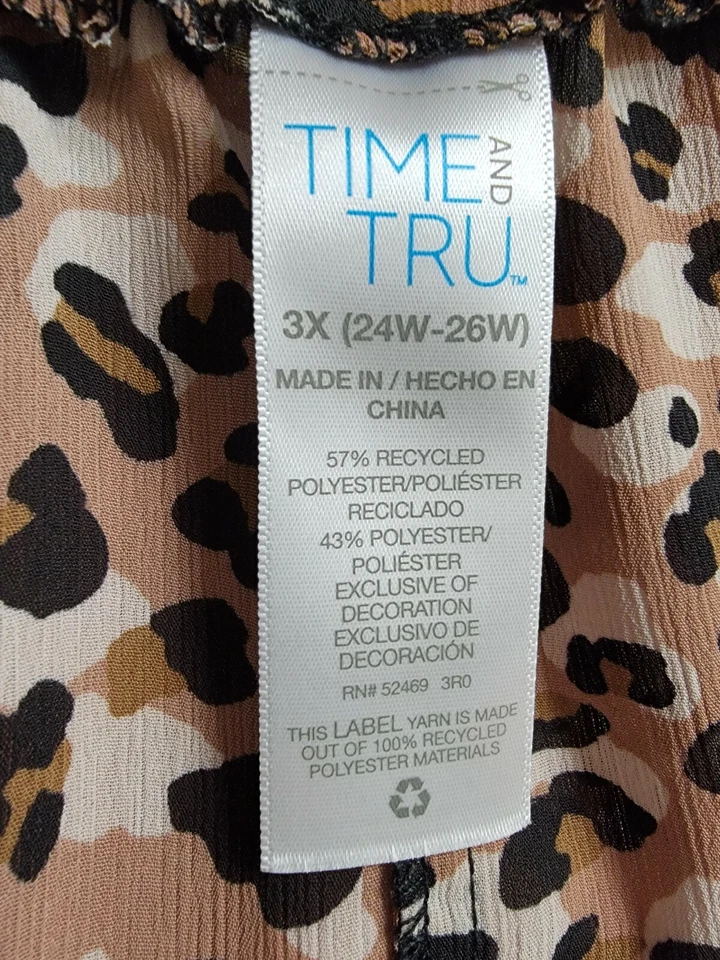 TIME AND
TRU™
3X (24W-26W)
MADE IN / HECHO EN
CHINA
57% RECYCLED
POLYESTER/POLIÉSTER
RECICLADO
43% POLYESTER/
POLIÉSTER
EXCLUSIVE OF
DECORATION
EXCLUSIVO DE
DECORACIÓN
RN# 52469 3R0
THIS LABEL YARN IS MADE
OUT OF 100% RECYCLED
POLYESTER MATERIALS